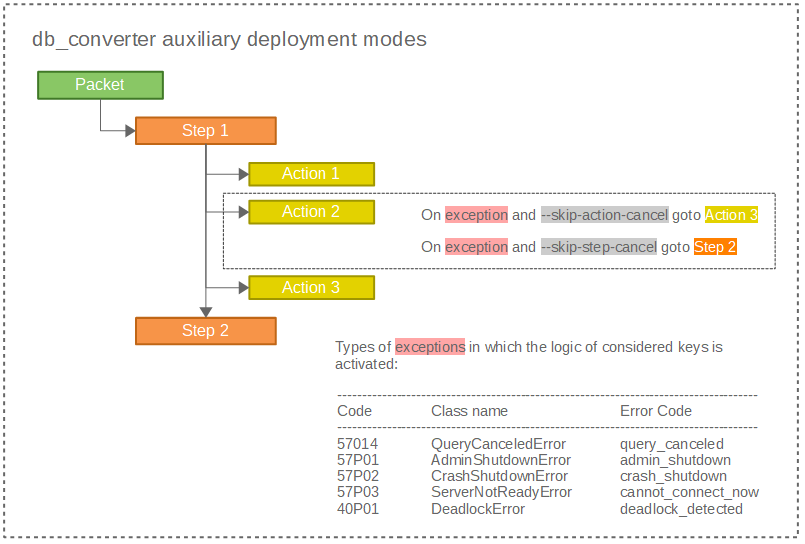 db_converter auxiliary deployment modes
Packet
Step 1
Action 1
Action 2
On exception and --skip-action-cancel goto Action 3
On exception and --skip-step-cancel goto Step 2
Action 3
Step 2
Types of exceptions in which the logic of considered keys is
activated:
Code Class name Error Code
57014 QueryCanceledError query_canceled
57P01 AdminShutdownError admin_shutdown
57P02 CrashShutdownError crash_shutdown
57P03 ServerNotReadyError cannot_connect_now
40P01 DeadlockError deadlock_detected